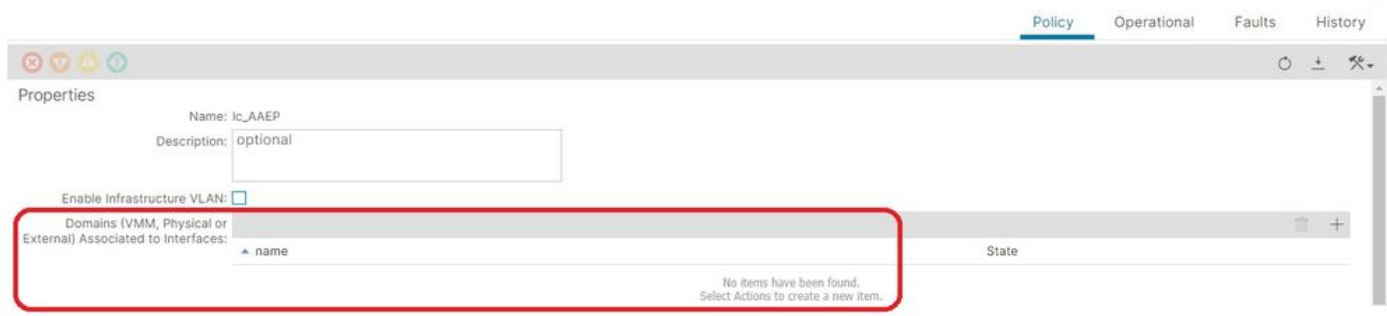 Policy Operational Faults History
Properties
Name: lc_AAEP
Description: optional
Enable Infrastructure VLAN:
Domains (VMM, Physical or
External) Associated to Interfaces:
name State
No items have been found.
Select Actions to create a new item.